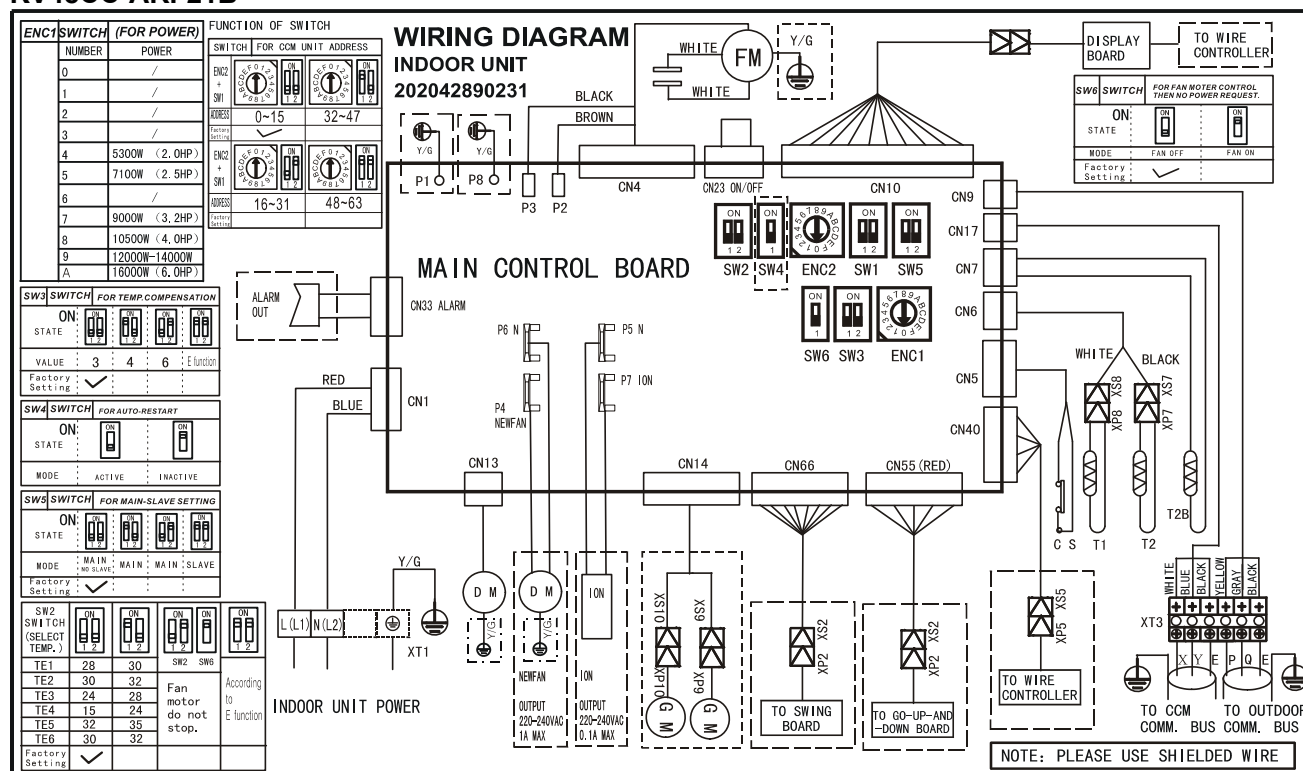 ENC1 SWITCH (FOR POWER)
NUMBER POWER
0 /
1 /
2 /
3 /
4 5300W (2.0HP)
5 7100W (2.5HP)
6 /
7 9000W (3.2HP)
8 10500W (4.0HP)
9 12000W-14000W
A 16000W (6.0HP)
FUNCTION OF SWITCH
SWITCH FOR CCM UNIT ADDRESS
ENC2
+
SW1
ADDRESS 0~15 32~47
Factory
Setting
ENC2
+
SW1
ADDRESS 16~31 48~63
Factory
Setting
WIRING DIAGRAM
INDOOR UNIT
202042890231
WHITE
FM
WHITE
Y/G
BLACK
BROWN
DISPLAY
BOARD
TO WIRE
CONTROLLER
SW6 SWITCH FOR FAN MOTER CONTROL
THEN NO POWER REQUEST.
ON
STATE
MODE FAN OFF FAN ON
Factory
Setting
Y/G
P1
Y/G
P8
P3 P2
CN4
CN23 ON/OFF
CN10
CN9
CN17
CN7
CN6
CN5
CN40
SW2 SW4 ENC2 SW1 SW5
SW6 SW3 ENC1
MAIN CONTROL BOARD
ALARM
OUT
CN33 ALARM
SW3 SWITCH FOR TEMP.COMPENSATION
ON
STATE
VALUE 3 4 6 E function
Factory
Setting
SW4 SWITCH FOR AUTO-RESTART
ON
STATE
MODE ACTIVE INACTIVE
SW5 SWITCH FOR MAIN-SLAVE SETTING
ON
STATE
MODE MAIN NO SLAVE MAIN MAIN SLAVE
Factory
Setting
SW2
SWITCH
(SELECT
TEMP.)
SW2 SW6
TE1 28 30
TE2 30 32
TE3 24 28
TE4 15 24
TE5 32 35
TE6 30 32
Fan
motor
do not
stop.
According
to
E function
Factory
Setting
RED
BLUE
CN1
P6 N
P4
NEWFAN
P5 N
P7 ION
CN13
CN14
CN66
CN55(RED)
Y/G
L(L1) N(L2)
XT1
INDOOR UNIT POWER
D M
Y/G.
D M
Y/G.
NEWFAN
OUTPUT
220-240VAC
1A MAX
ION
ION
OUTPUT
220-240VAC
0.1A MAX
XS10
XP10
G M
XS9
XP9
G M
XS2
XP2
TO SWING
BOARD
XS2
XP2
TO GO-UP-AND
-DOWN BOARD
XS5
XP5
TO WIRE
CONTROLLER
WHITE
BLACK
XS8
XP8
XS7
XP7
C S T1 T2 T2B
WHITE
BLUE
BLACK
YELLOW
GRAY
BLACK
XT3
X Y E P Q E
TO CCM
COMM. BUS
TO OUTDOOR
COMM. BUS
NOTE: PLEASE USE SHIELDED WIRE